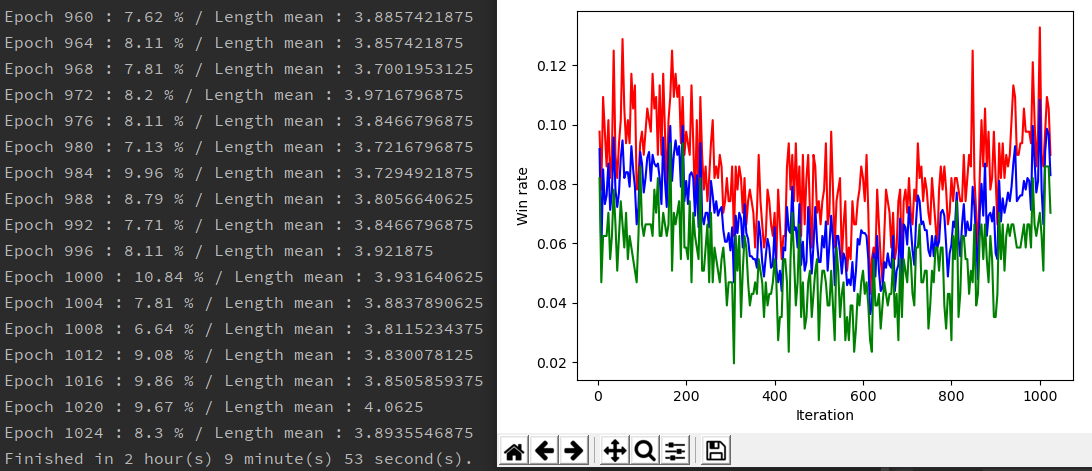 Epoch 960 : 7.62 % / Length mean : 3.8857421875
Epoch 964 : 8.11 % / Length mean : 3.857421875
Epoch 968 : 7.81 % / Length mean : 3.7001953125
Epoch 972 : 8.2 % / Length mean : 3.9716796875
Epoch 976 : 8.11 % / Length mean : 3.8466796875
Epoch 980 : 7.13 % / Length mean : 3.7216796875
Epoch 984 : 9.96 % / Length mean : 3.7294921875
Epoch 988 : 8.79 % / Length mean : 3.8056640625
Epoch 992 : 7.71 % / Length mean : 3.8466796875
Epoch 996 : 8.11 % / Length mean : 3.921875
Epoch 1000 : 10.84 % / Length mean : 3.931640625
Epoch 1004 : 7.81 % / Length mean : 3.8837890625
Epoch 1008 : 6.64 % / Length mean : 3.8115234375
Epoch 1012 : 9.08 % / Length mean : 3.830078125
Epoch 1016 : 9.86 % / Length mean : 3.8505859375
Epoch 1020 : 9.67 % / Length mean : 4.0625
Epoch 1024 : 8.3 % / Length mean : 3.8935546875
Finished in 2 hour(s) 9 minute(s) 53 second(s).
Win rate
0.12
0.10
0.08
0.06
0.04
0.02
0 200 400 600 800 1000
Iteration